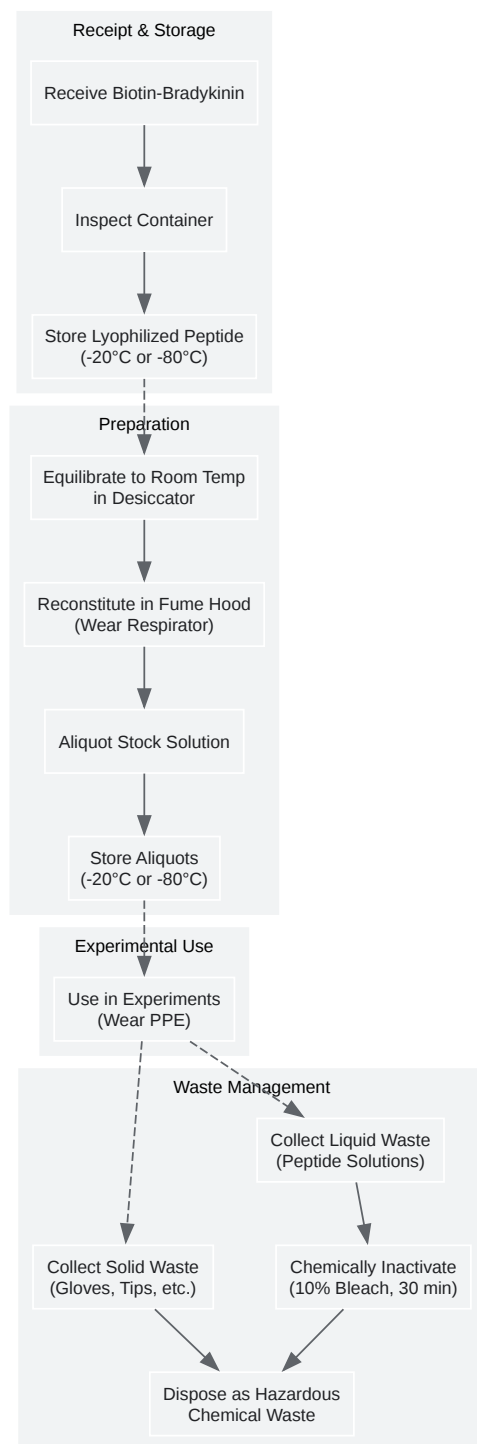 Receipt & Storage
Receive Biotin-Bradykinin
Inspect Container
Store Lyophilized Peptide
(-20°C or -80°C)
Preparation
Equilibrate to Room Temp
in Desiccator
Reconstitute in Fume Hood
(Wear Respirator)
Aliquot Stock Solution
Store Aliquots
(-20°C or -80°C)
Experimental Use
Use in Experiments
(Wear PPE)
Waste Management
Collect Liquid Waste
(Peptide Solutions)
Collect Solid Waste
(Gloves, Tips, etc.)
Chemically Inactivate
(10% Bleach, 30 min)
Dispose as Hazardous
Chemical Waste